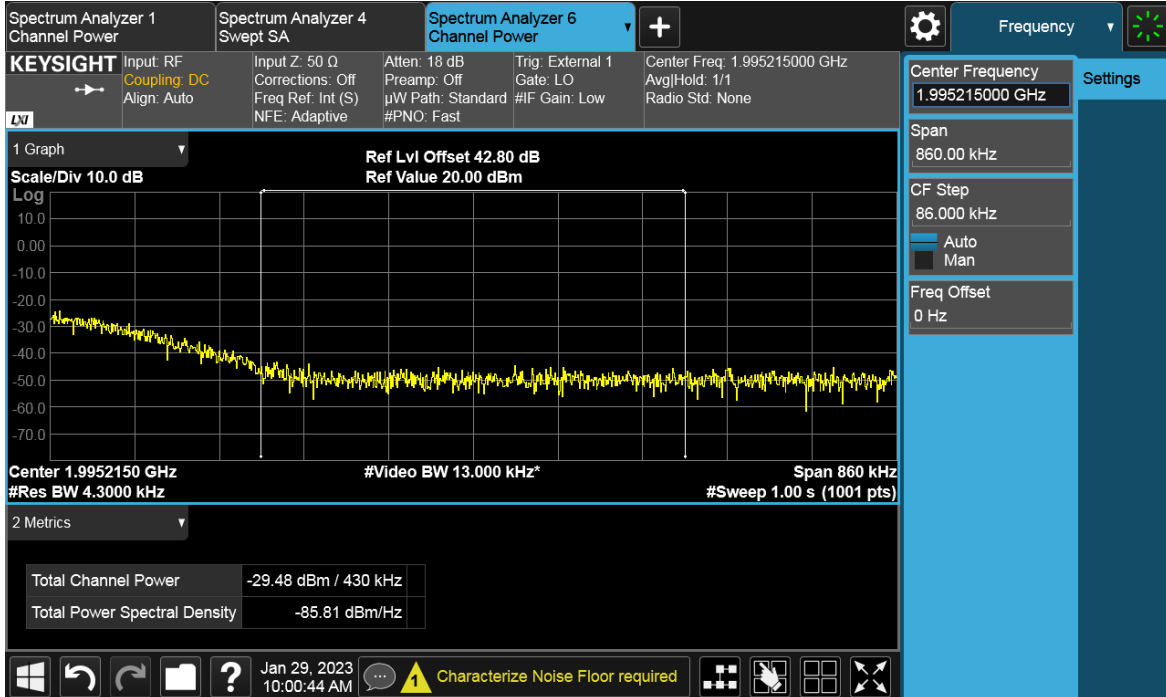 Spectrum Analyzer 1
Channel Power
Spectrum Analyzer 4
Swept SA
Spectrum Analyzer 6
Channel Power
Frequency
KEYSIGHT
LXI
Input: RF
Coupling: DC
Align: Auto
Input Z: 50 Ω
Corrections: Off
Freq Ref: Int (S)
NFE: Adaptive
Atten: 18 dB
Preamp: Off
µW Path: Standard
#PNO: Fast
Trig: External 1
Gate: LO
#IF Gain: Low
Center Freq: 1.995215000 GHz
Avg|Hold: 1/1
Radio Std: None
Center Frequency
1.995215000 GHz
Settings
Span
860.00 kHz
CF Step
86.000 kHz
Auto
Man
Freq Offset
0 Hz
1 Graph
Scale/Div 10.0 dB
Ref Lvl Offset 42.80 dB
Ref Value 20.00 dBm
Log
10.0
0.00
-10.0
-20.0
-30.0
-40.0
-50.0
-60.0
-70.0
Center 1.9952150 GHz
#Video BW 13.000 kHz*
Span 860 kHz
#Res BW 4.3000 kHz
#Sweep 1.00 s (1001 pts)
2 Metrics
Total Channel Power -29.48 dBm / 430 kHz
Total Power Spectral Density -85.81 dBm/Hz
?
Jan 29, 2023
10:00:44 AM
1
Characterize Noise Floor required